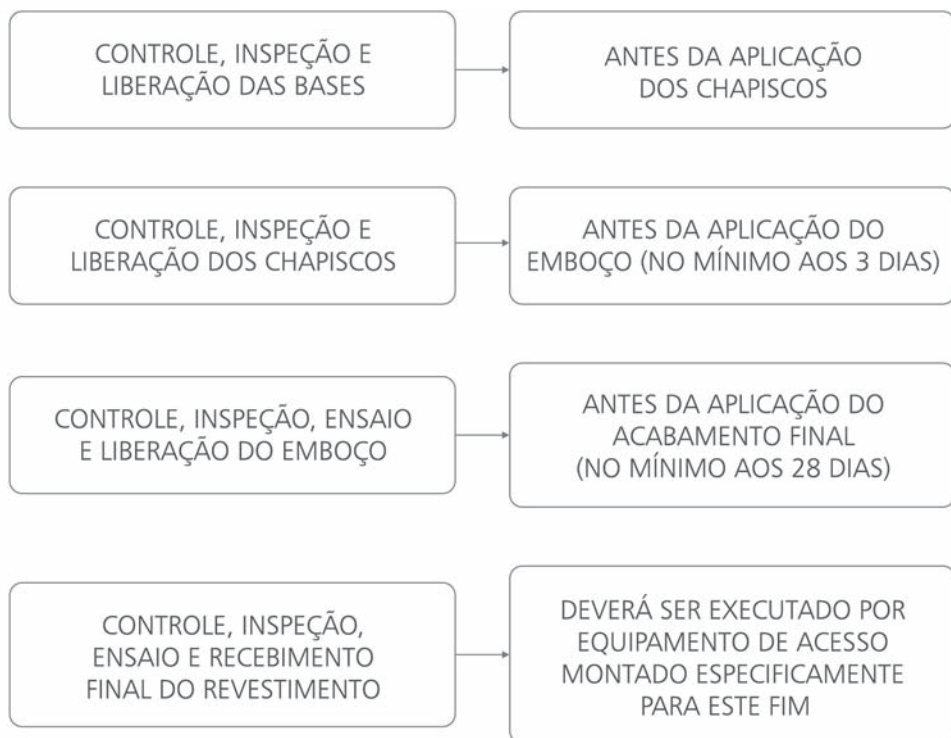 CONTROLE, INSPEÇÃO E
LIBERAÇÃO DAS BASES
ANTES DA APLICAÇÃO
DOS CHAPISCOS
CONTROLE, INSPEÇÃO E
LIBERAÇÃO DOS CHAPISCOS
ANTES DA APLICAÇÃO DO
EMBOÇO (NO MÍNIMO AOS 3 DIAS)
CONTROLE, INSPEÇÃO, ENSAIO
E LIBERAÇÃO DO EMBOÇO
ANTES DA APLICAÇÃO DO
ACABAMENTO FINAL
(NO MÍNIMO AOS 28 DIAS)
CONTROLE, INSPEÇÃO,
ENSAIO E RECEBIMENTO
FINAL DO REVESTIMENTO
DEVERÁ SER EXECUTADO POR
EQUIPAMENTO DE ACESSO
MONTADO ESPECIFICAMENTE
PARA ESTE FIM